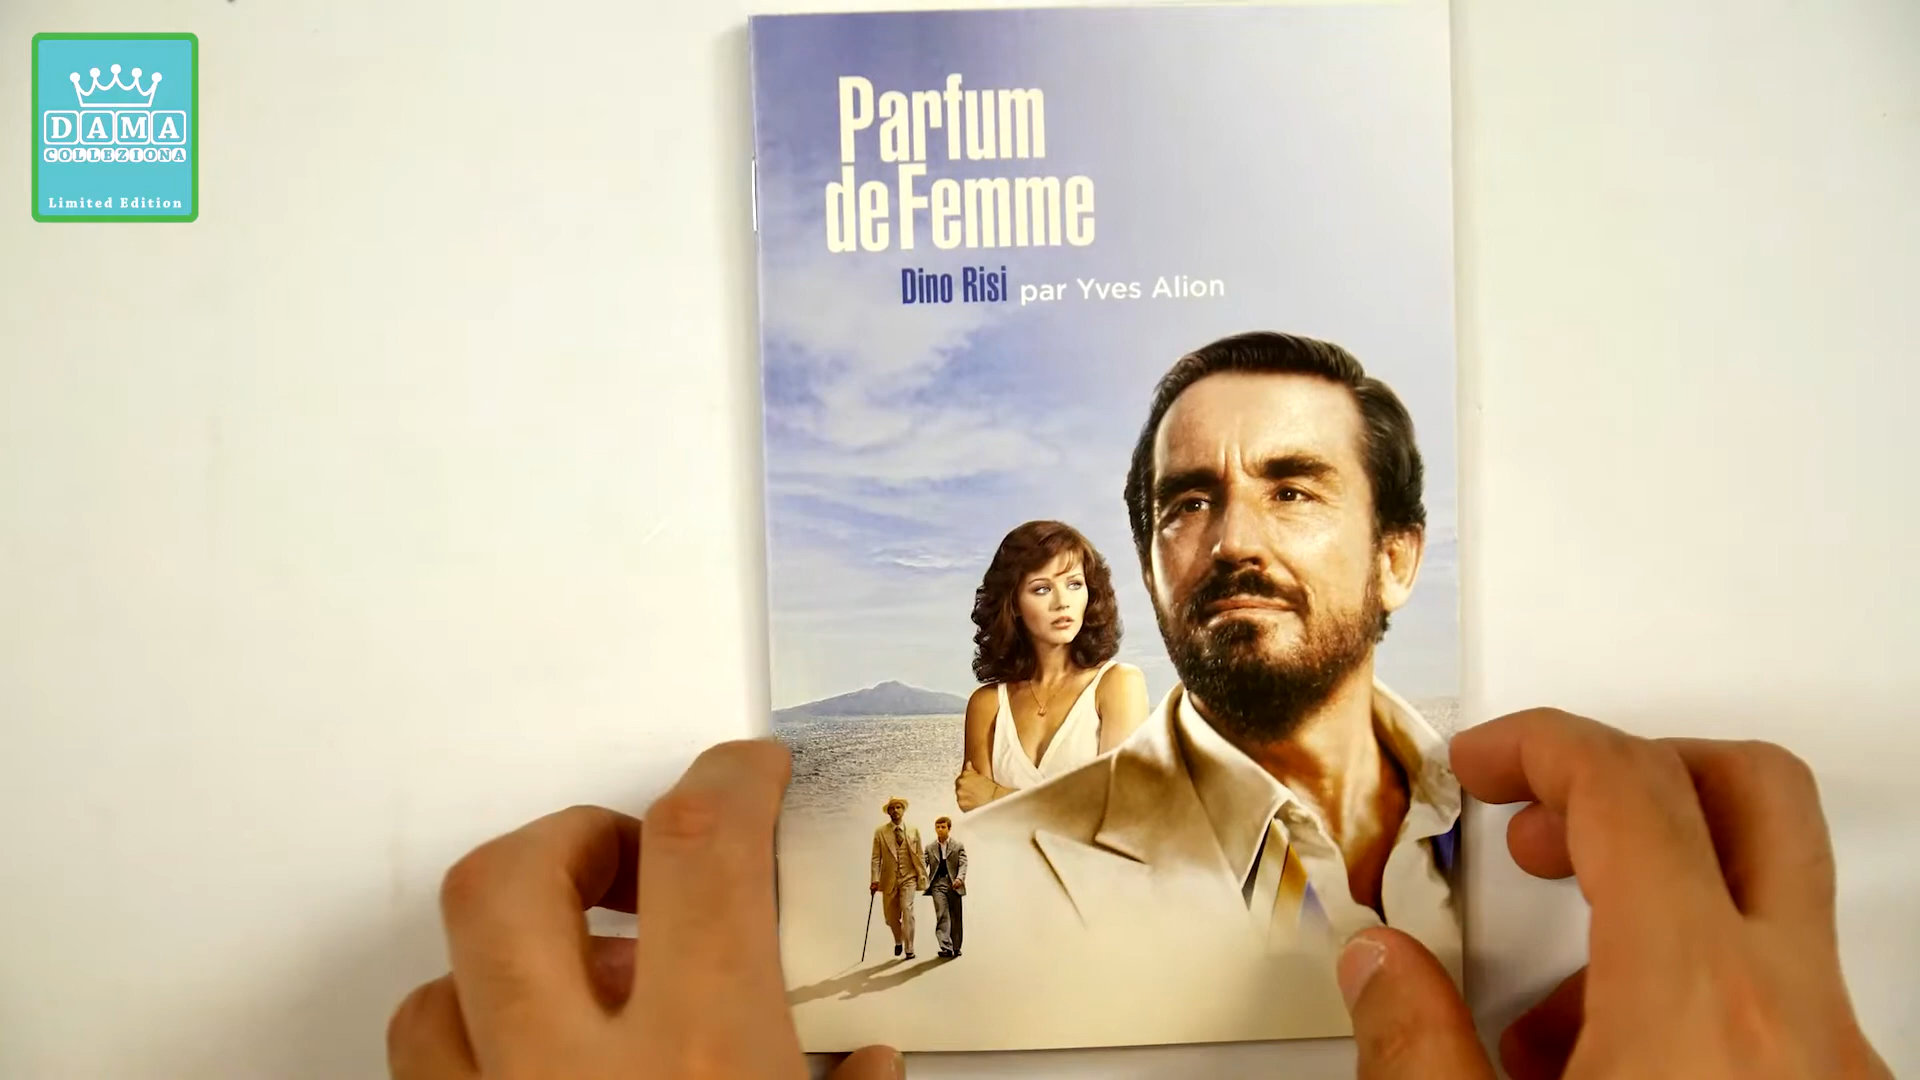 DAMA
COLLEZIONA
Limited Edition
Parfum
de Femme
Dino Risi par Yves Alion